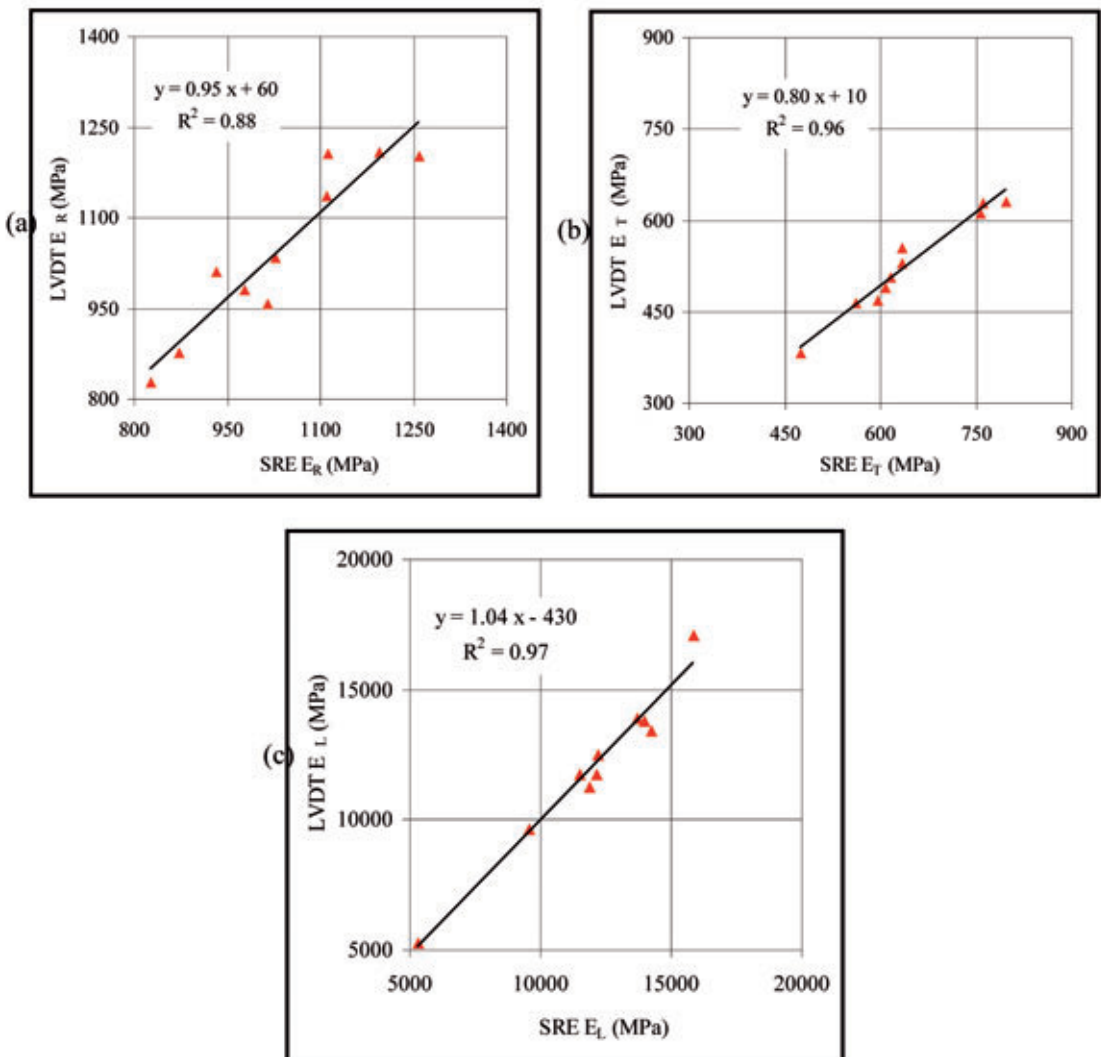 (a)
LVDT E R (MPa)
1400
1250
1100
950
800
y = 0.95 x + 60
R² = 0.88
800 950 1100 1250 1400
SRE E_R (MPa)
(b)
LVDT E T (MPa)
900
750
600
450
300
y = 0.80 x + 10
R² = 0.96
300 450 600 750 900
SRE E_T (MPa)
(c)
LVDT E L (MPa)
20000
15000
10000
5000
y = 1.04 x - 430
R² = 0.97
5000 10000 15000 20000
SRE E_L (MPa)